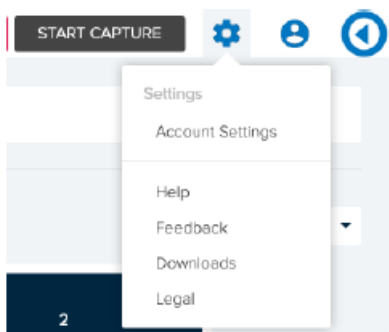 START CAPTURE
Settings
Account Settings
Help
Feedback
Downloads
Legal
2